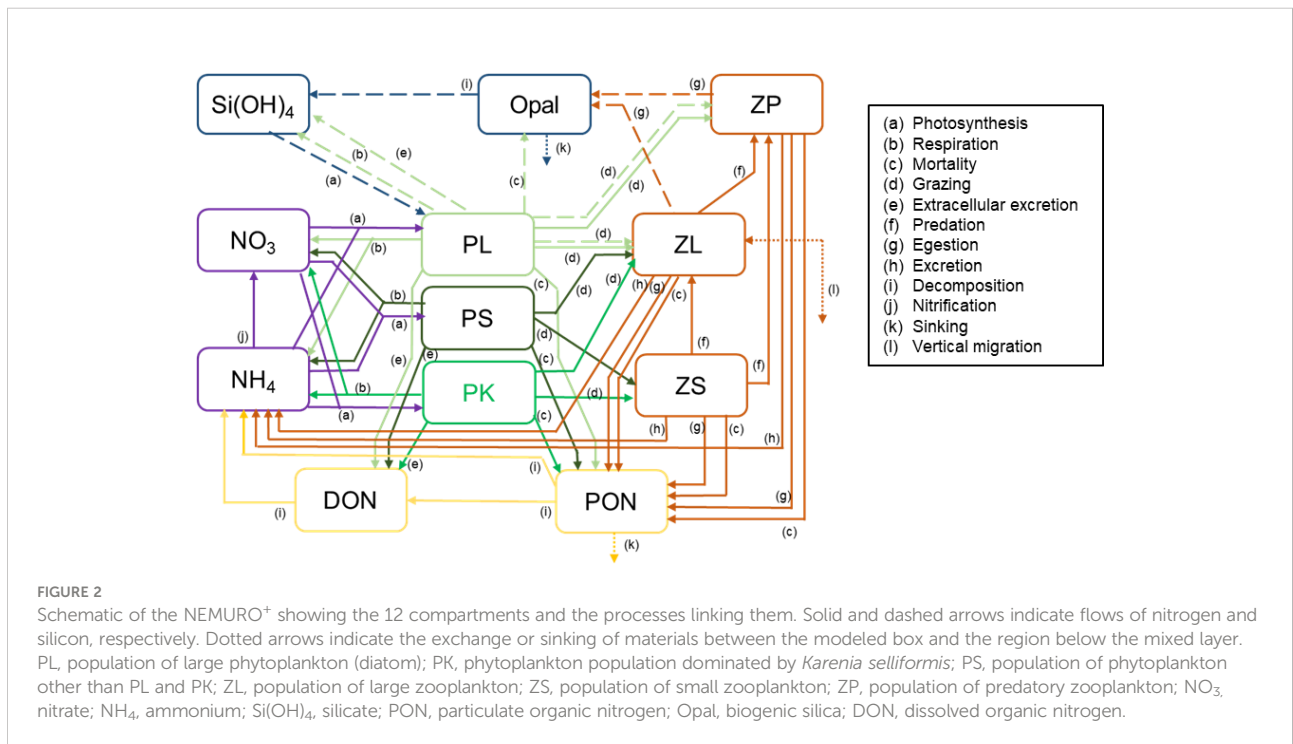 Si(OH)4
(i)
Opal
(g)
ZP
(g)
(k)
(b)
(e)
(a)
(c)
(d)
(d)
(f)
NO3
(a)
(b)
PL
(d)
ZL
(d)
(c)
(h)
(g)
(c)
(d)
(l)
(b)
(a)
PS
(j)
(d)
(f)
(f)
(e)
(e)
(c)
NH4
(b)
(a)
PK
(d)
(c)
ZS
(h)
(g)
(c)
(h)
(e)
(i)
DON
(i)
(i)
PON
(g)
(c)
(k)
(a) Photosynthesis
(b) Respiration
(c) Mortality
(d) Grazing
(e) Extracellular excretion
(f) Predation
(g) Egestion
(h) Excretion
(i) Decomposition
(j) Nitrification
(k) Sinking
(l) Vertical migration
FIGURE 2
Schematic of the NEMURO+ showing the 12 compartments and the processes linking them. Solid and dashed arrows indicate flows of nitrogen and
silicon, respectively. Dotted arrows indicate the exchange or sinking of materials between the modeled box and the region below the mixed layer.
PL, population of large phytoplankton (diatom); PK, phytoplankton population dominated by Karenia selliformis; PS, population of phytoplankton
other than PL and PK; ZL, population of large zooplankton; ZS, population of small zooplankton; ZP, population of predatory zooplankton; NO3,
nitrate; NH4, ammonium; Si(OH)4, silicate; PON, particulate organic nitrogen; Opal, biogenic silica; DON, dissolved organic nitrogen.